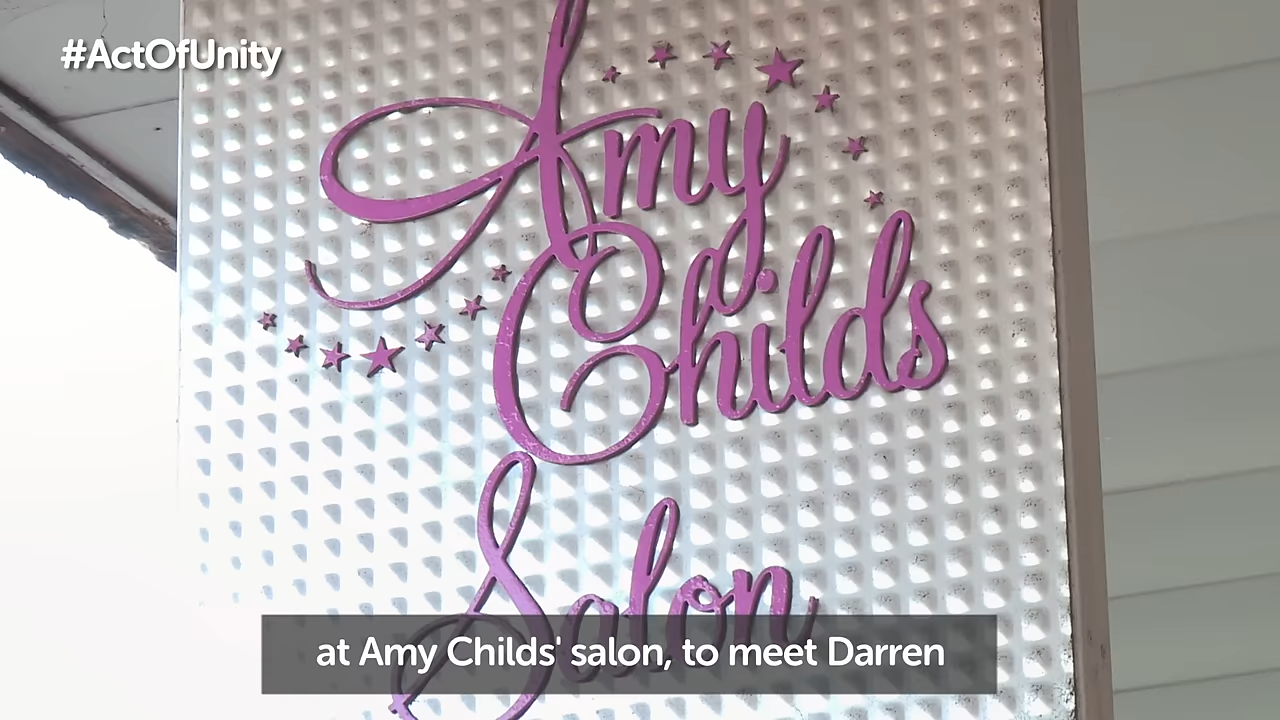 #ActOfUnity
Amy
Childs
Salon
at Amy Childs' salon, to meet Darren